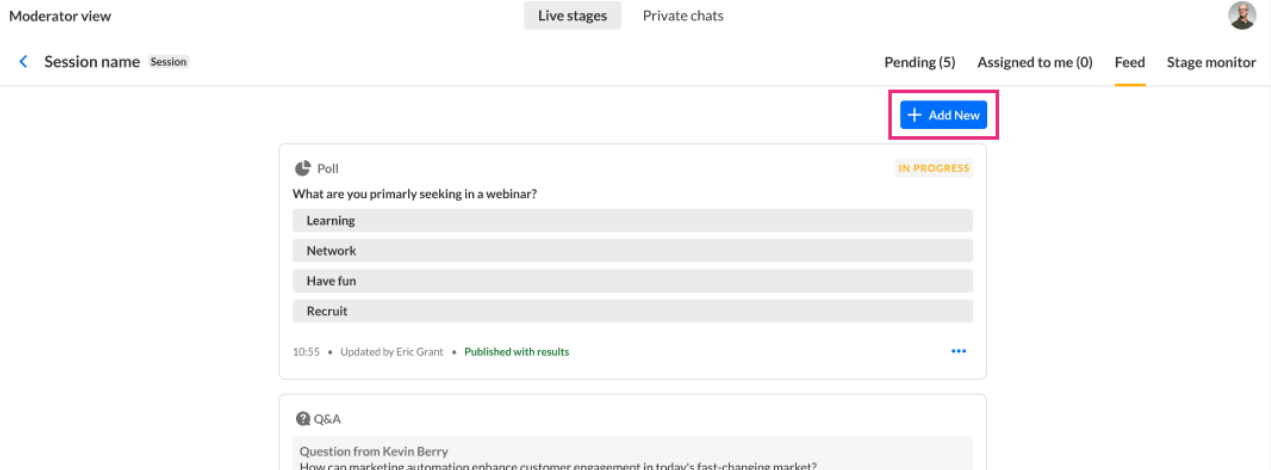 Moderator view
Live stages
Private chats
Session name
Session
Pending (5)
Assigned to me (0)
Feed
Stage monitor
Add New
Poll
IN PROGRESS
What are you primarly seeking in a webinar?
Learning
Network
Have fun
Recruit
10:55 • Updated by Eric Grant • Published with results
Q&A
Question from Kevin Berry
How can marketing automation enhance customer engagement in today's fast-changing market?